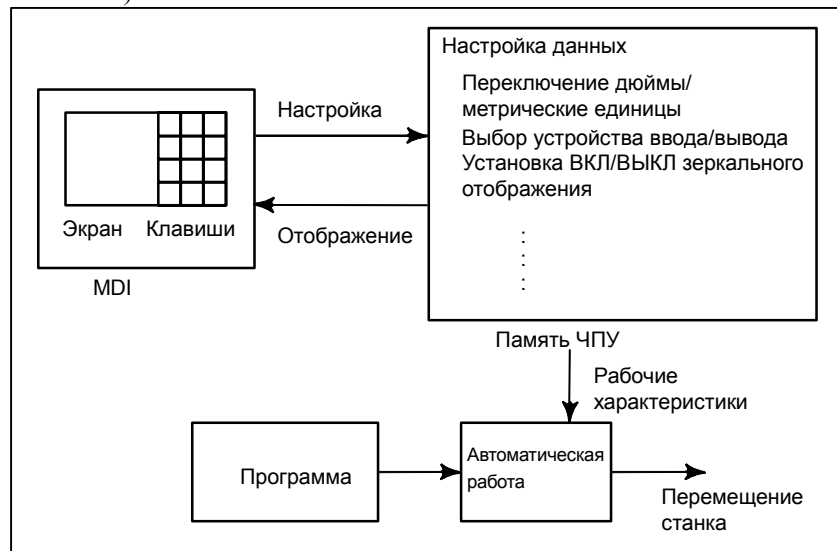 )
Настройка данных
Переключение дюймы/
метрические единицы
Выбор устройства ввода/вывода
Установка ВКЛ/ВЫКЛ зеркального
отображения
:
:
:
Настройка
Экран Клавиши
Отображение
MDI
Память ЧПУ
Рабочие
характеристики
Программа
Автоматическая
работа
Перемещение
станка